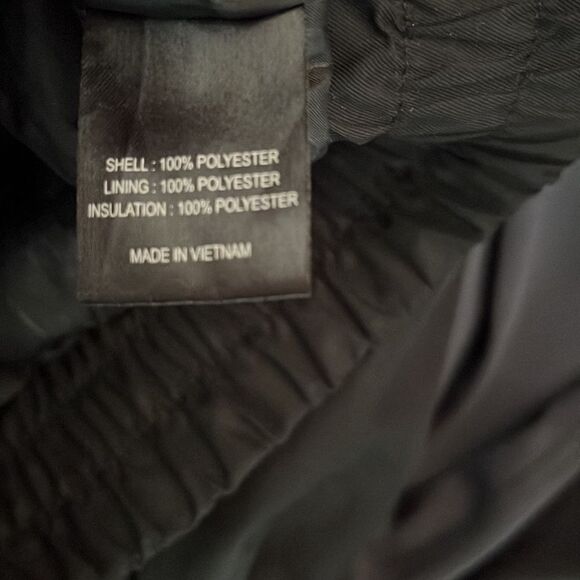 SHELL : 100% POLYESTER
LINING : 100% POLYESTER
INSULATION : 100% POLYESTER
MADE IN VIETNAM